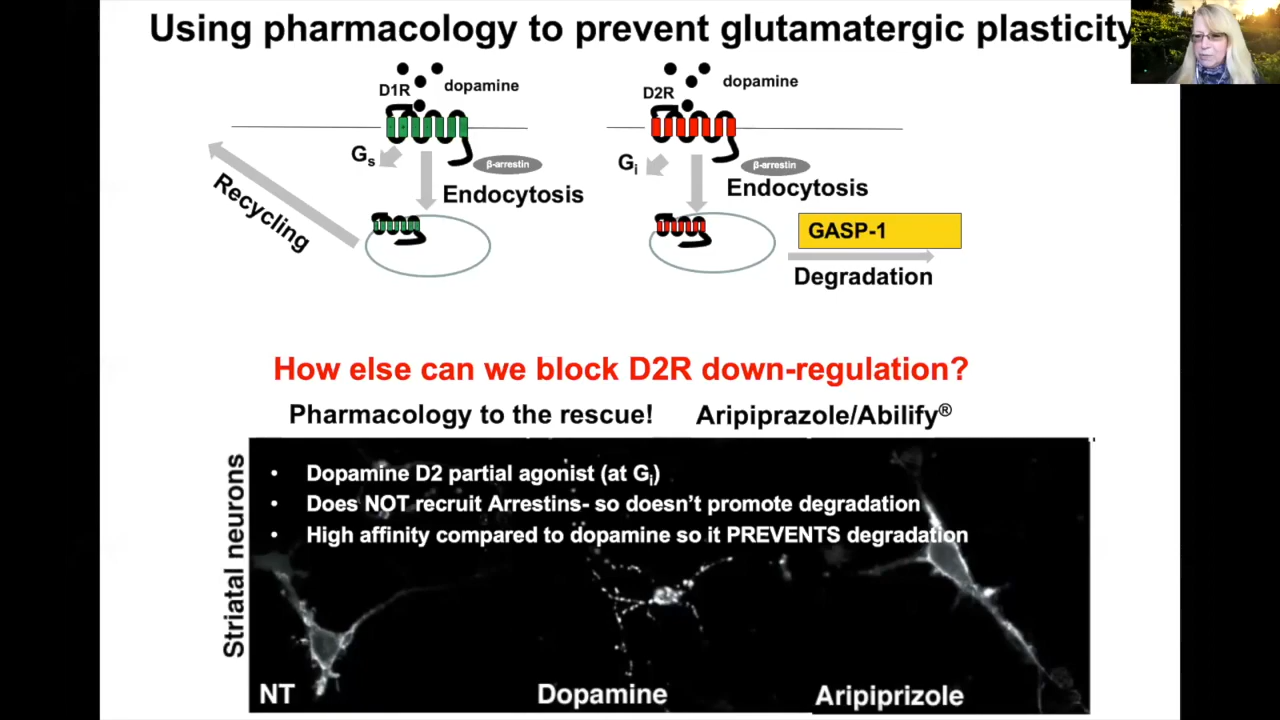 Using pharmacology to prevent glutamatergic plasticity
D1R
dopamine
D2R
dopamine
Gs
β-arrestin
Gi
β-arrestin
Endocytosis
Endocytosis
Recycling
GASP-1
Degradation
How else can we block D2R down-regulation?
Pharmacology to the rescue! Aripiprazole/Abilify®
Striatal neurons
• Dopamine D2 partial agonist (at Gi)
• Does NOT recruit Arrestins- so doesn't promote degradation
• High affinity compared to dopamine so it PREVENTS degradation
NT
Dopamine
Aripiprizole